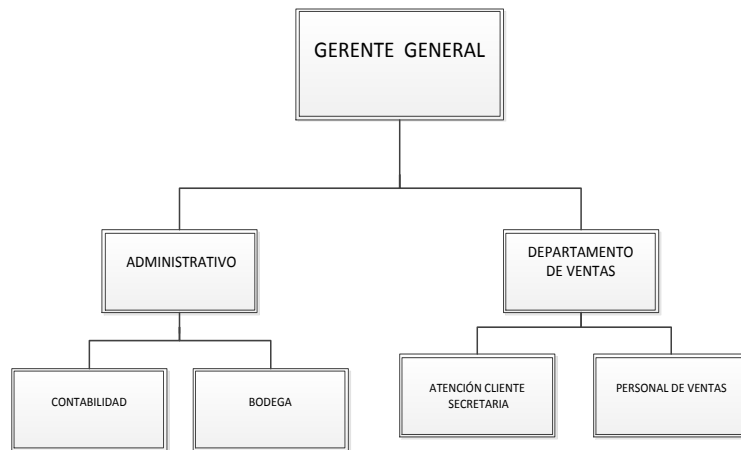 GERENTE GENERAL
ADMINISTRATIVO
DEPARTAMENTO
DE VENTAS
CONTABILIDAD
BODEGA
ATENCIÓN CLIENTE
SECRETARIA
PERSONAL DE VENTAS